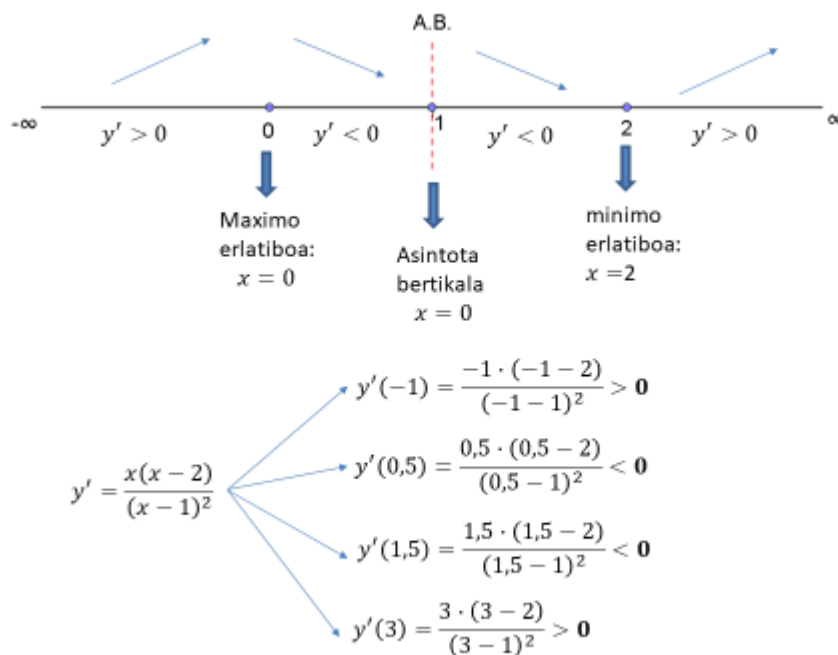 A.B.
-∞ 0 1 2 ∞
y′ > 0 y′ < 0 y′ < 0 y′ > 0
Maximo
erlatiboa:
x = 0
Asintota
bertikala
x = 0
minimo
erlatiboa:
x =2
y′(−1) = −1 · (−1 − 2) / (−1 − 1)² > 0
y′(0,5) = 0,5 · (0,5 − 2) / (0,5 − 1)² < 0
y′ = x(x − 2) / (x − 1)²
y′(1,5) = 1,5 · (1,5 − 2) / (1,5 − 1)² < 0
y′(3) = 3 · (3 − 2) / (3 − 1)² > 0